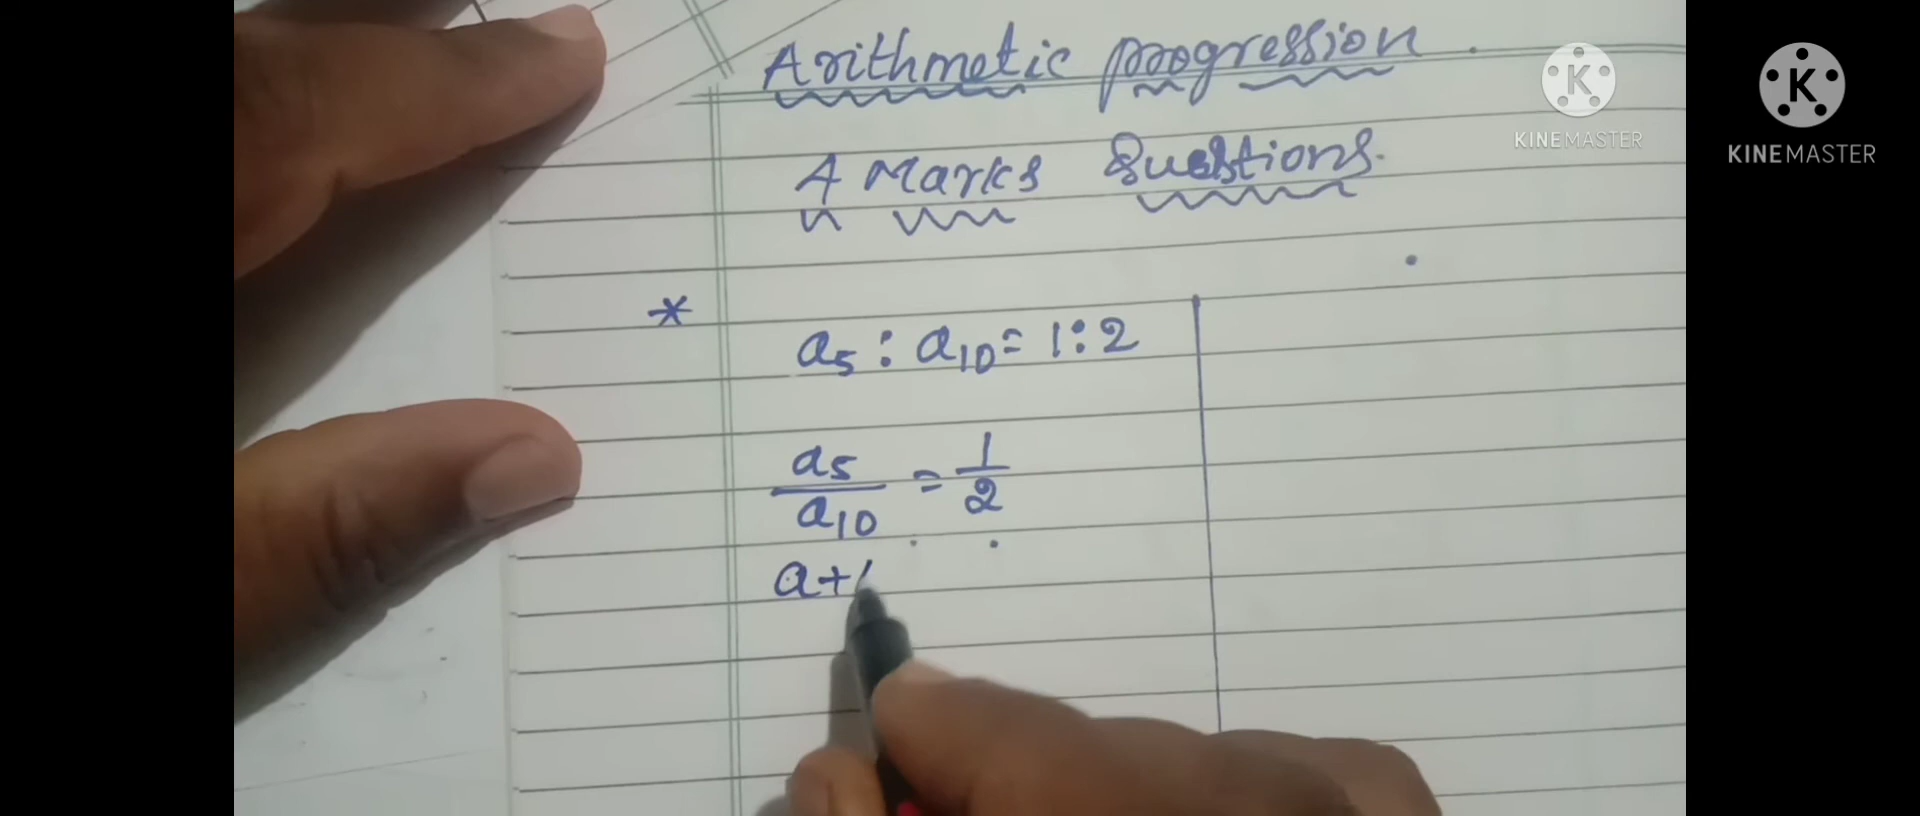 Arithmetic progression
4 Marks Questions.
*
a₅ : a₁₀ = 1:2
a₅/a₁₀ = 1/2
a+
KINEMASTER
KINEMASTER